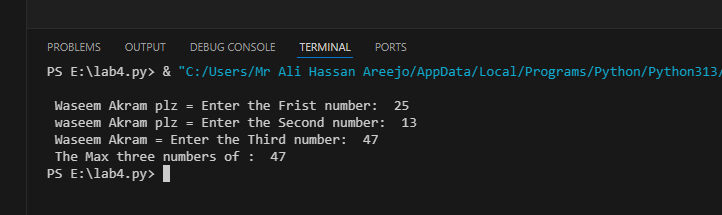 PROBLEMS OUTPUT DEBUG CONSOLE TERMINAL PORTS
PS E:\lab4.py> & "C:/Users/Mr Ali Hassan Areejo/AppData/Local/Programs/Python/Python313/
Waseem Akram plz = Enter the Frist number: 25
waseem Akram plz = Enter the Second number: 13
Waseem Akram = Enter the Third number: 47
The Max three numbers of : 47
PS E:\lab4.py>